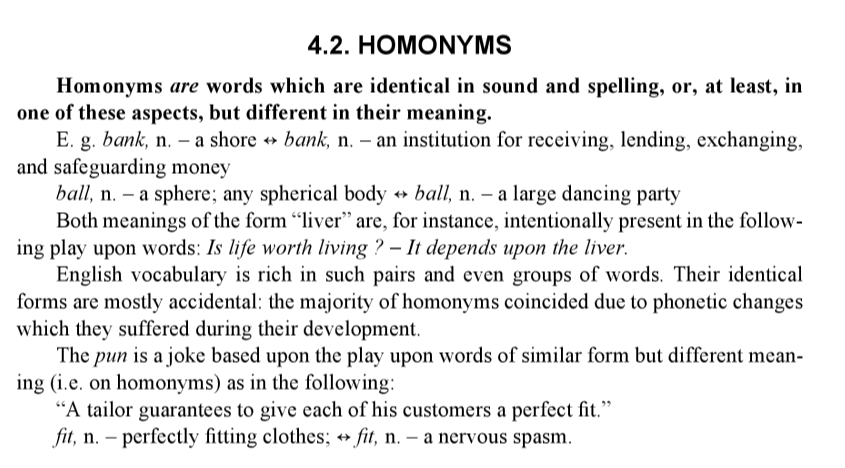 4.2. HOMONYMS
Homonyms are words which are identical in sound and spelling, or, at least, in
one of these aspects, but different in their meaning.
E. g. bank, n. – a shore ↔ bank, n. – an institution for receiving, lending, exchanging,
and safeguarding money
ball, n. – a sphere; any spherical body ↔ ball, n. – a large dancing party
Both meanings of the form “liver” are, for instance, intentionally present in the follow-
ing play upon words: Is life worth living ? – It depends upon the liver.
English vocabulary is rich in such pairs and even groups of words. Their identical
forms are mostly accidental: the majority of homonyms coincided due to phonetic changes
which they suffered during their development.
The pun is a joke based upon the play upon words of similar form but different mean-
ing (i.e. on homonyms) as in the following:
“A tailor guarantees to give each of his customers a perfect fit.”
fit, n. – perfectly fitting clothes; ↔ fit, n. – a nervous spasm.